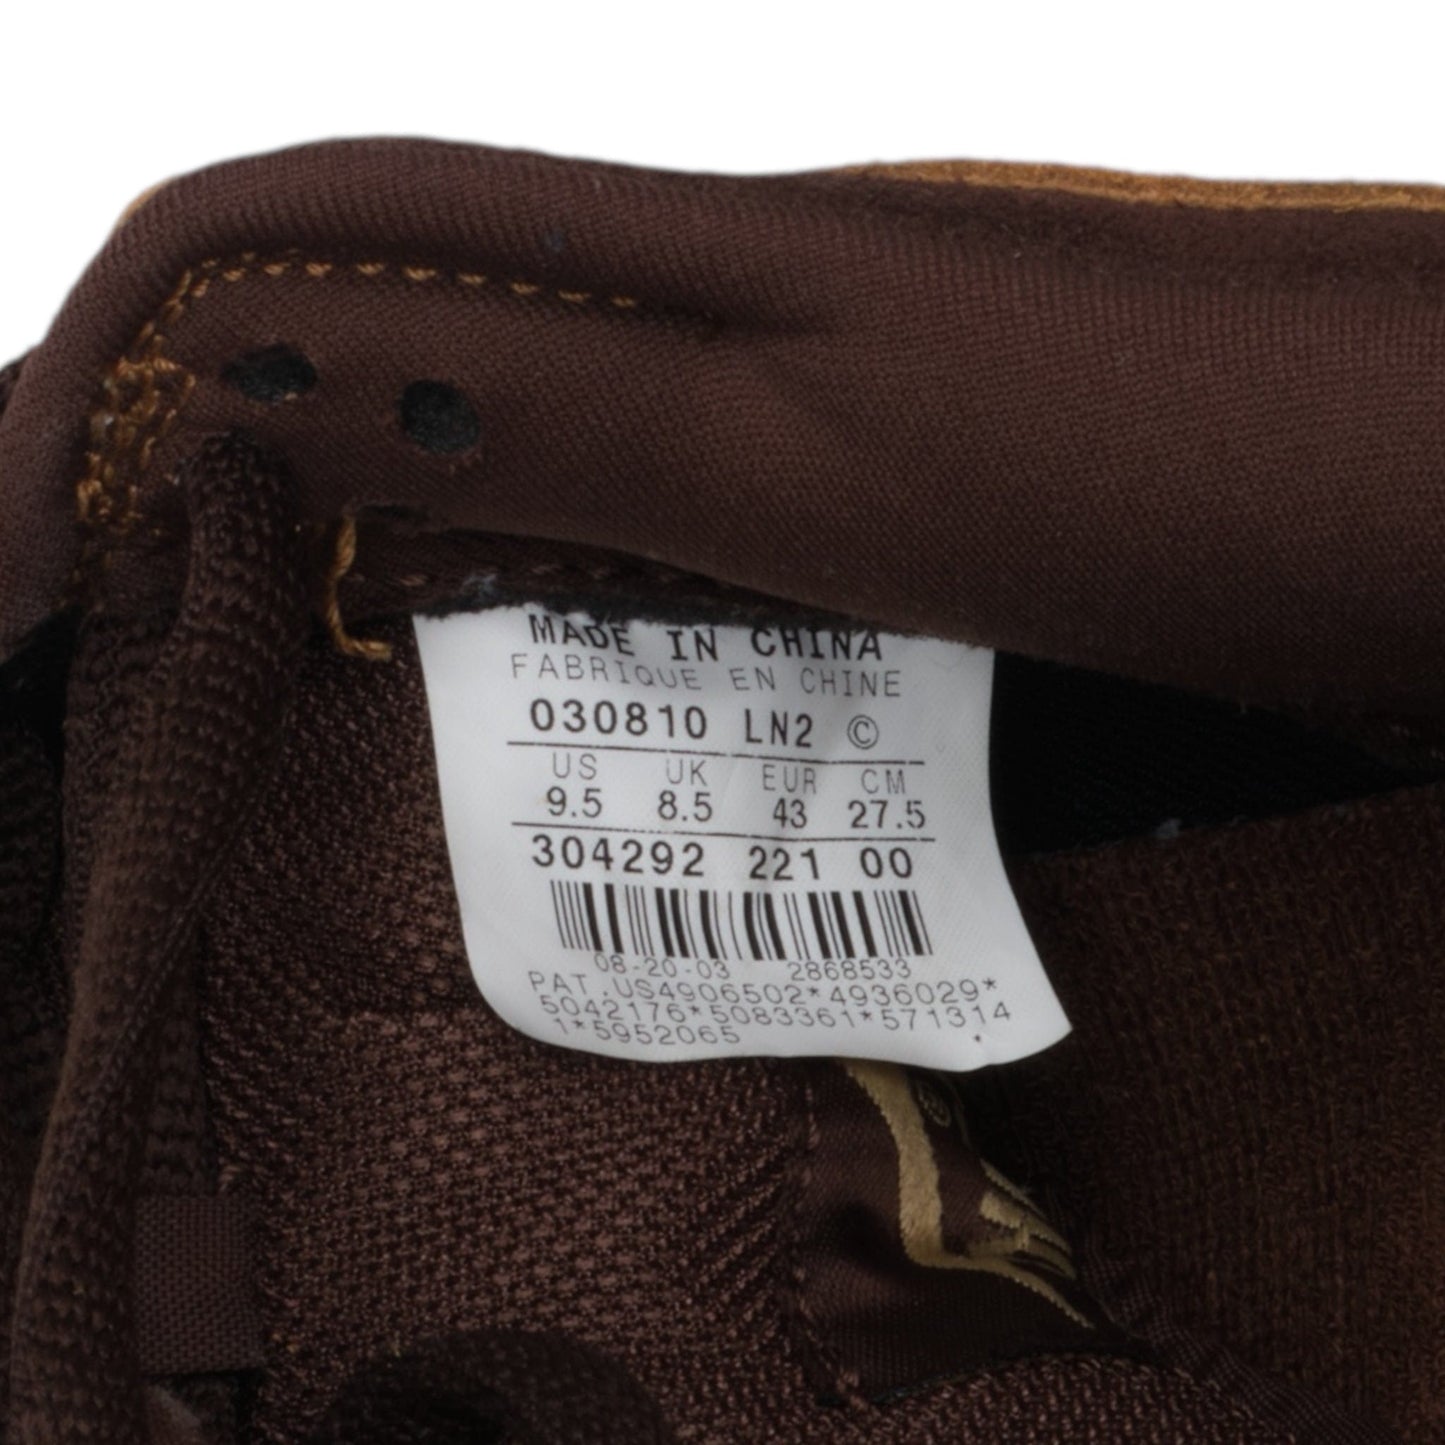 MADE IN CHINA
FABRIQUE EN CHINE
030810 LN2 ©
US UK EUR CM
9.5 8.5 43 27.5
304292 221 00
08-20-03 2868533
PAT.US4906502*4936029*
5042176*5083361*571314
1*5952065